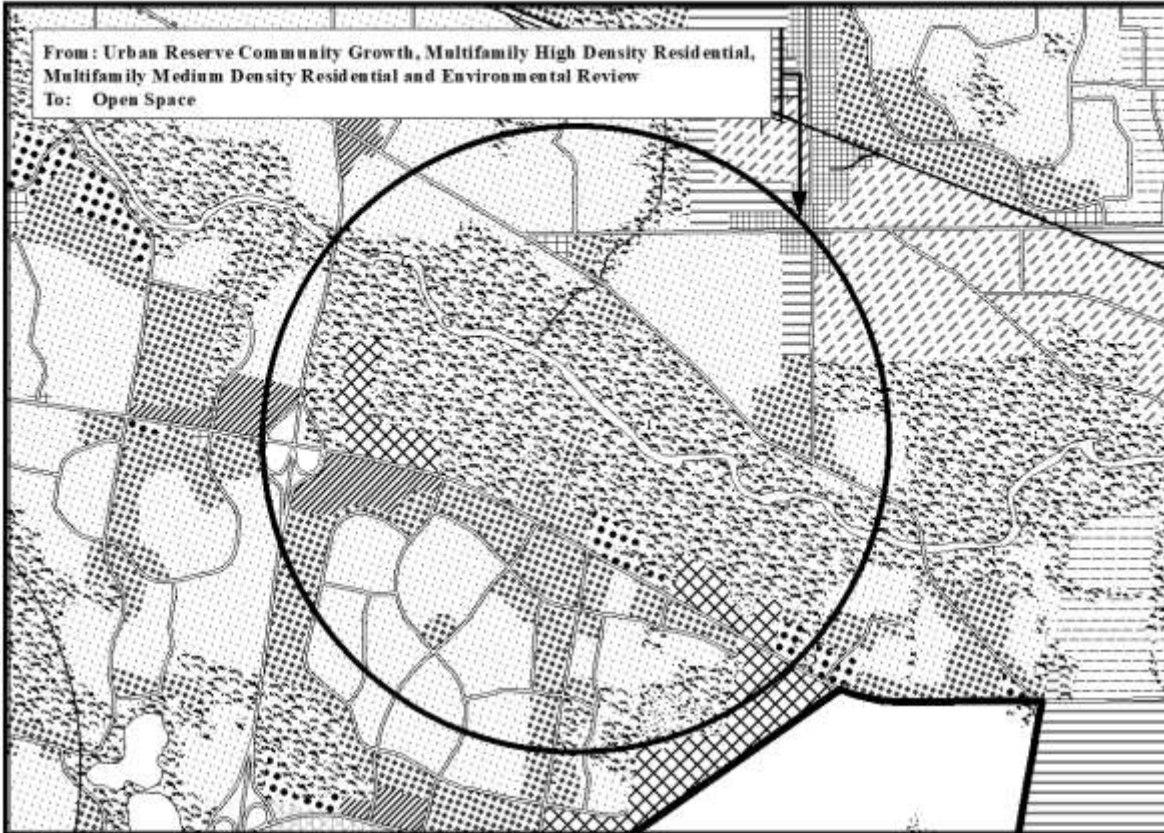 From: Urban Reserve Community Growth, Multifamily High Density Residential,
Multifamily Medium Density Residential and Environmental Review
To: Open Space